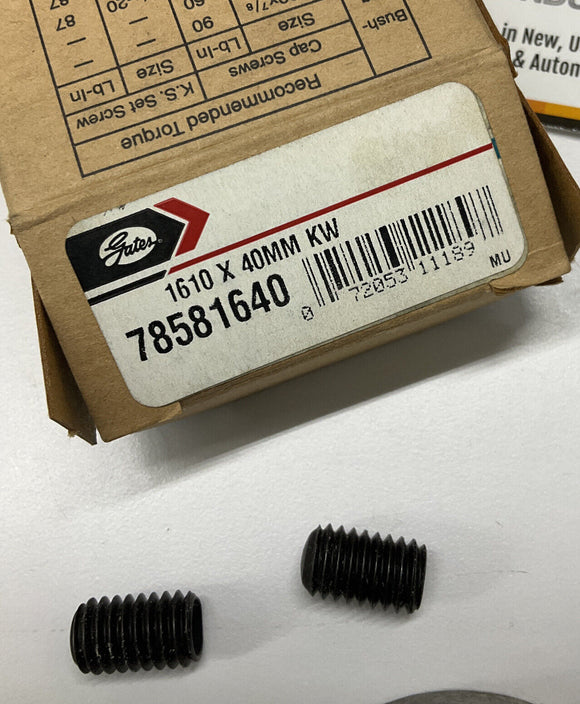 Gates
1610 X 40MM KW
78581640
0 72053 11189
MU
Recommended Torque
Cap Screws
K.S. Set Screw
Bush-
Size
Lb-In
Size
Lb-In
90
87
in New, U
& Autom